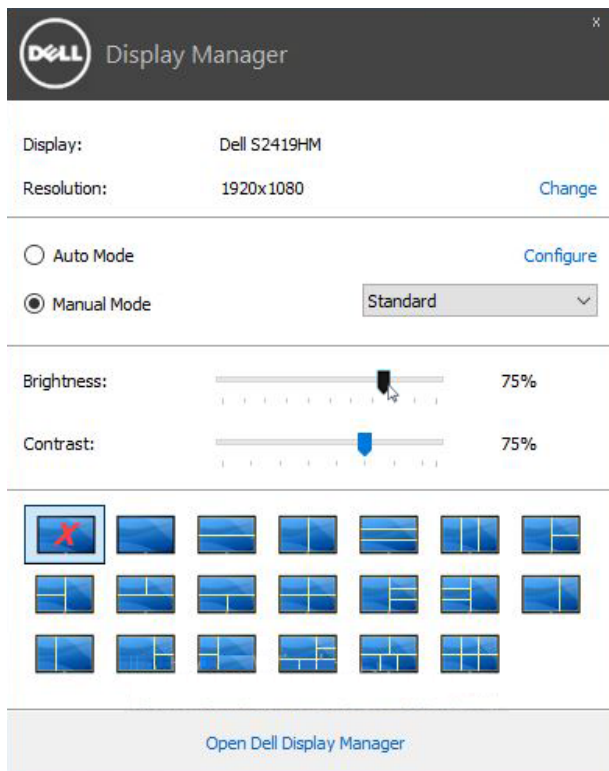 DELL Display Manager x
Display: Dell S2419HM
Resolution: 1920x1080 Change
Auto Mode Configure
Manual Mode Standard
Brightness: 75%
Contrast: 75%
Open Dell Display Manager